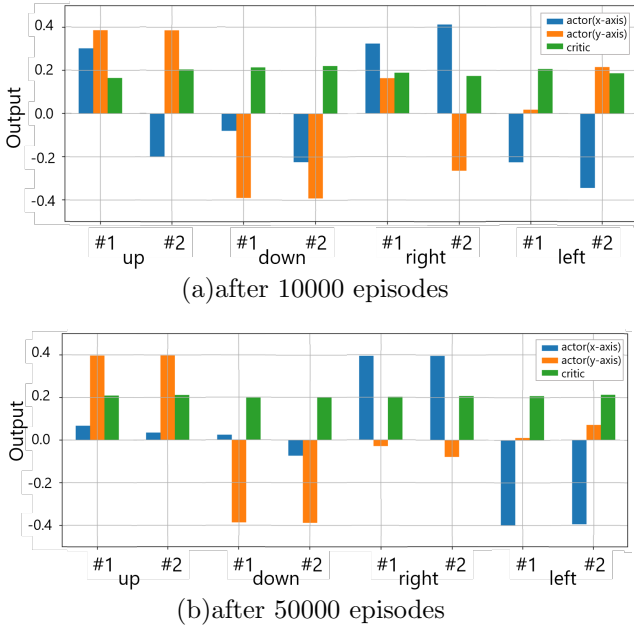 0.4
0.2
0.0
-0.2
-0.4
Output
actor(x-axis)
actor(y-axis)
critic
#1 #2 #1 #2 #1 #2 #1 #2
up down right left
(a)after 10000 episodes
0.4
0.2
0.0
-0.2
-0.4
Output
actor(x-axis)
actor(y-axis)
critic
#1 #2 #1 #2 #1 #2 #1 #2
up down right left
(b)after 50000 episodes